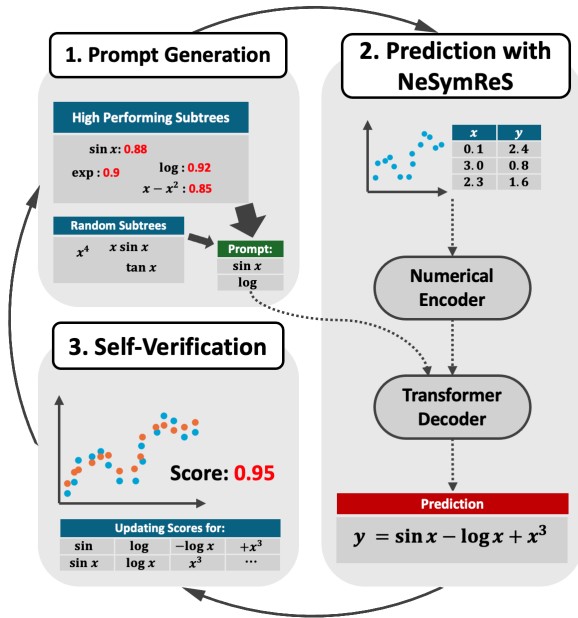 1. Prompt Generation
High Performing Subtrees
sin x: 0.88
exp : 0.9
log : 0.92
x − x² : 0.85
Random Subtrees
x⁴
x sin x
tan x
Prompt:
sin x
log
2. Prediction with
NeSymReS
x y
0.1 2.4
3.0 0.8
2.3 1.6
Numerical
Encoder
Transformer
Decoder
Prediction
y = sin x − log x + x³
3. Self-Verification
Score: 0.95
Updating Scores for:
sin log −log x +x³
sin x log x x³ ⋯